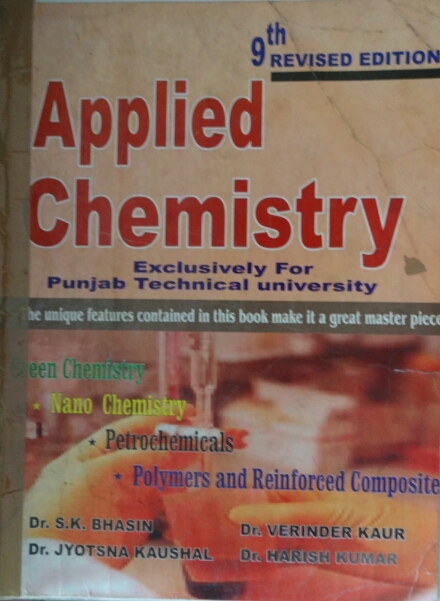 9th
REVISED EDITION
Applied
Chemistry
Exclusively For
Punjab Technical university
he unique features contained in this book make it a great master piece
een Chemistry
★ Nano Chemistry
★ Petrochemicals
★ Polymers and Reinforced Composite
Dr. S.K. BHASIN Dr. VERINDER KAUR
Dr. JYOTSNA KAUSHAL Dr. HARISH KUMAR